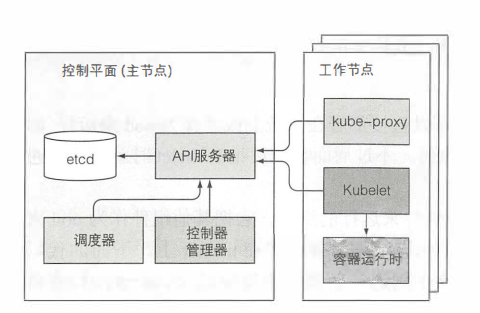 控制平面(主节点)
工作节点
kube-proxy
etcd
API服务器
Kubelet
调度器
控制器
管理器
容器运行时